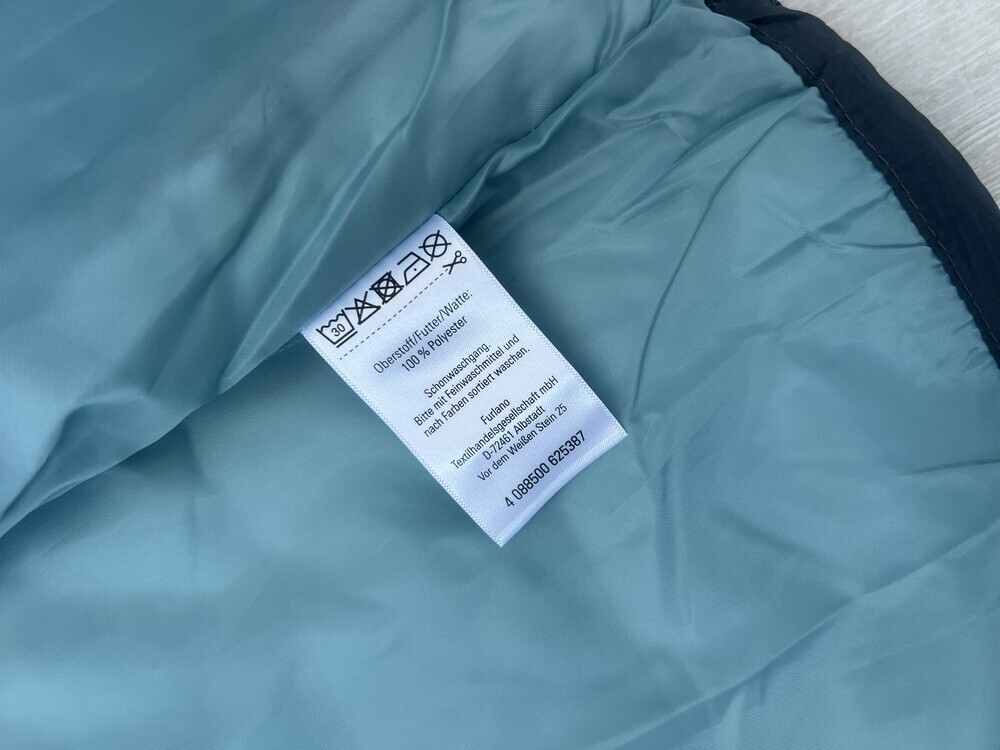 30
Oberstoff/Futter/Watte:
100 % Polyester
Schonwaschgang.
Bitte mit Feinwaschmittel und
nach Farben sortiert waschen.
Furlano
Textilhandelsgesellschaft mbH
D-72461 Albstadt
Vor dem Weißen Stein 25
4 088500 625387